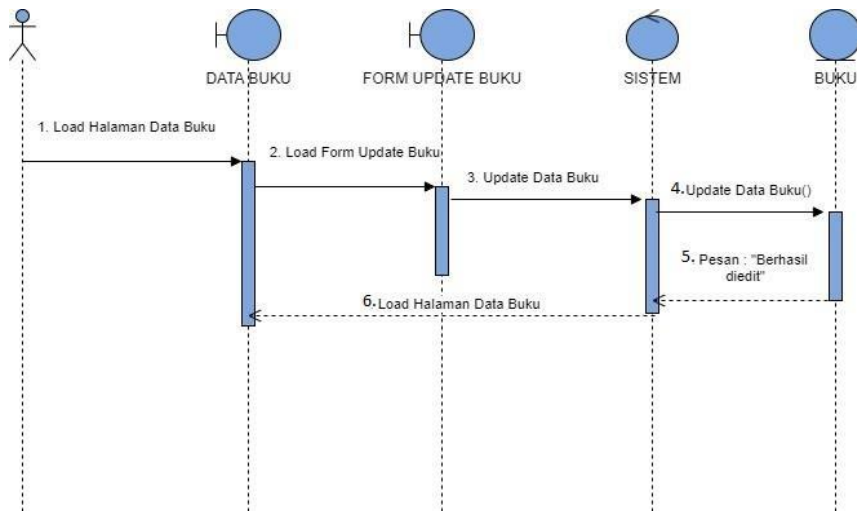 DATA BUKU
FORM UPDATE BUKU
SISTEM
BUKU
1. Load Halaman Data Buku
2. Load Form Update Buku
3. Update Data Buku
4.Update Data Buku()
5. Pesan : "Berhasil
diedit"
6.Load Halaman Data Buku